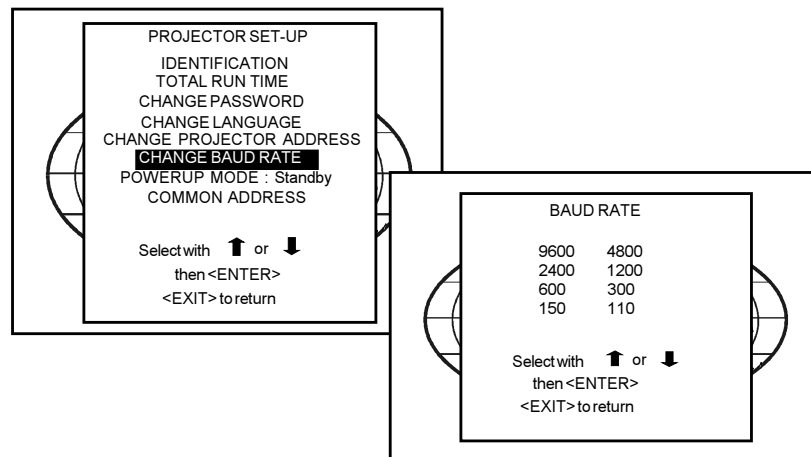 PROJECTOR SET-UP
IDENTIFICATION
TOTAL RUN TIME
CHANGE PASSWORD
CHANGE LANGUAGE
CHANGE PROJECTOR ADDRESS
CHANGE BAUD RATE
POWERUP MODE : Standby
COMMON ADDRESS
Select with ⬆ or ⬇
then <ENTER>
<EXIT> to return
BAUD RATE
9600 4800
2400 1200
600 300
150 110
Select with ⬆ or ⬇
then <ENTER>
<EXIT> to return